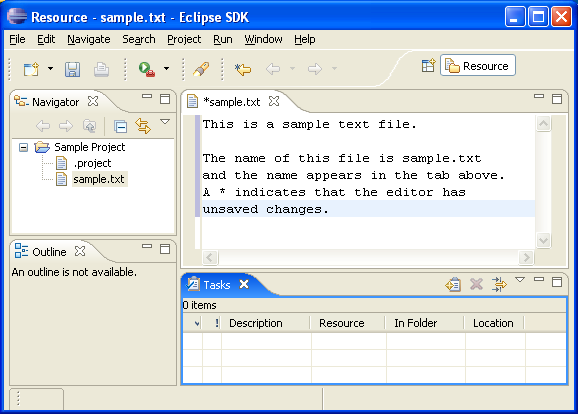 Resource - sample.txt - Eclipse SDK
File Edit Navigate Search Project Run Window Help
Resource
Navigator
Sample Project
.project
sample.txt
*sample.txt
This is a sample text file.
The name of this file is sample.txt
and the name appears in the tab above.
A * indicates that the editor has
unsaved changes.
Outline
An outline is not available.
Tasks
0 items
! Description Resource In Folder Location